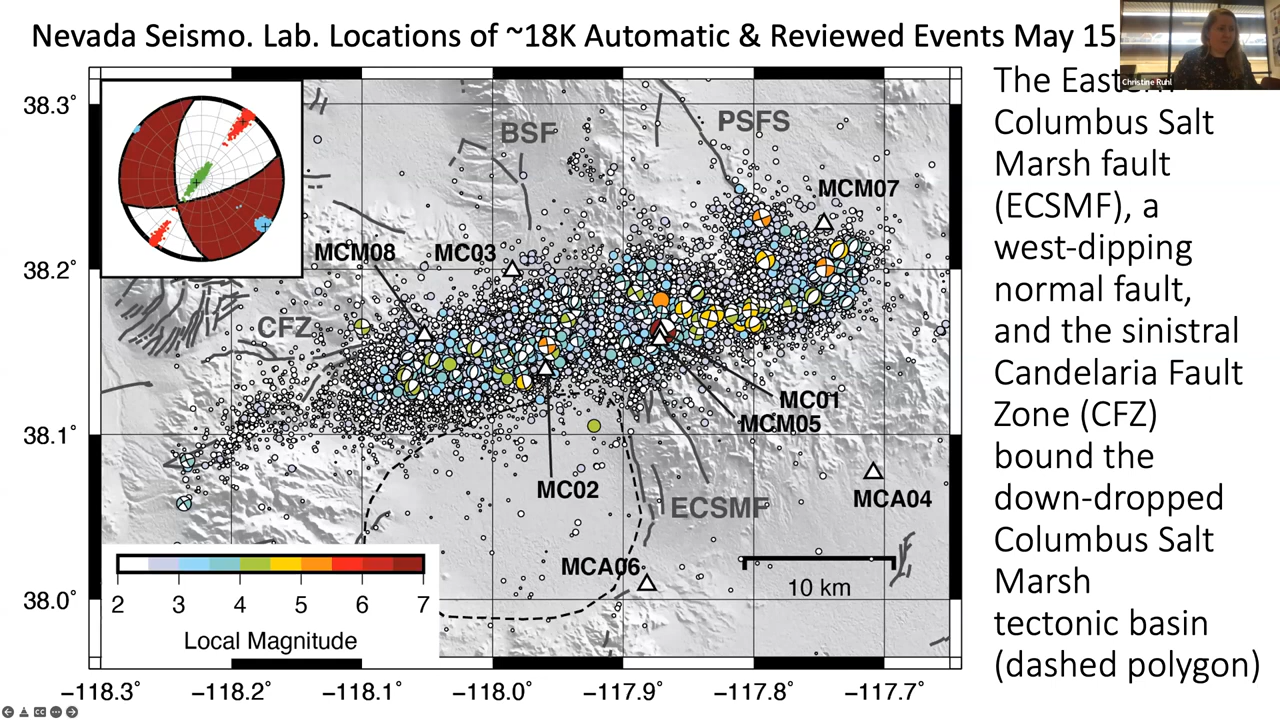 Nevada Seismo. Lab. Locations of ~18K Automatic & Reviewed Events May 15
Christine Ruhl
The Eastern
Columbus Salt
Marsh fault
(ECSMF), a
west-dipping
normal fault,
and the sinistral
Candelaria Fault
Zone (CFZ)
bound the
down-dropped
Columbus Salt
Marsh
tectonic basin
(dashed polygon)
38.3°
38.2°
38.1°
38.0°
BSF
PSFS
MCM07
MCM08
MC03
CFZ
MC01
MCM05
MC02
ECSMF
MCA04
MCA06
10 km
2 3 4 5 6 7
Local Magnitude
−118.3° −118.2° −118.1° −118.0° −117.9° −117.8° −117.7°